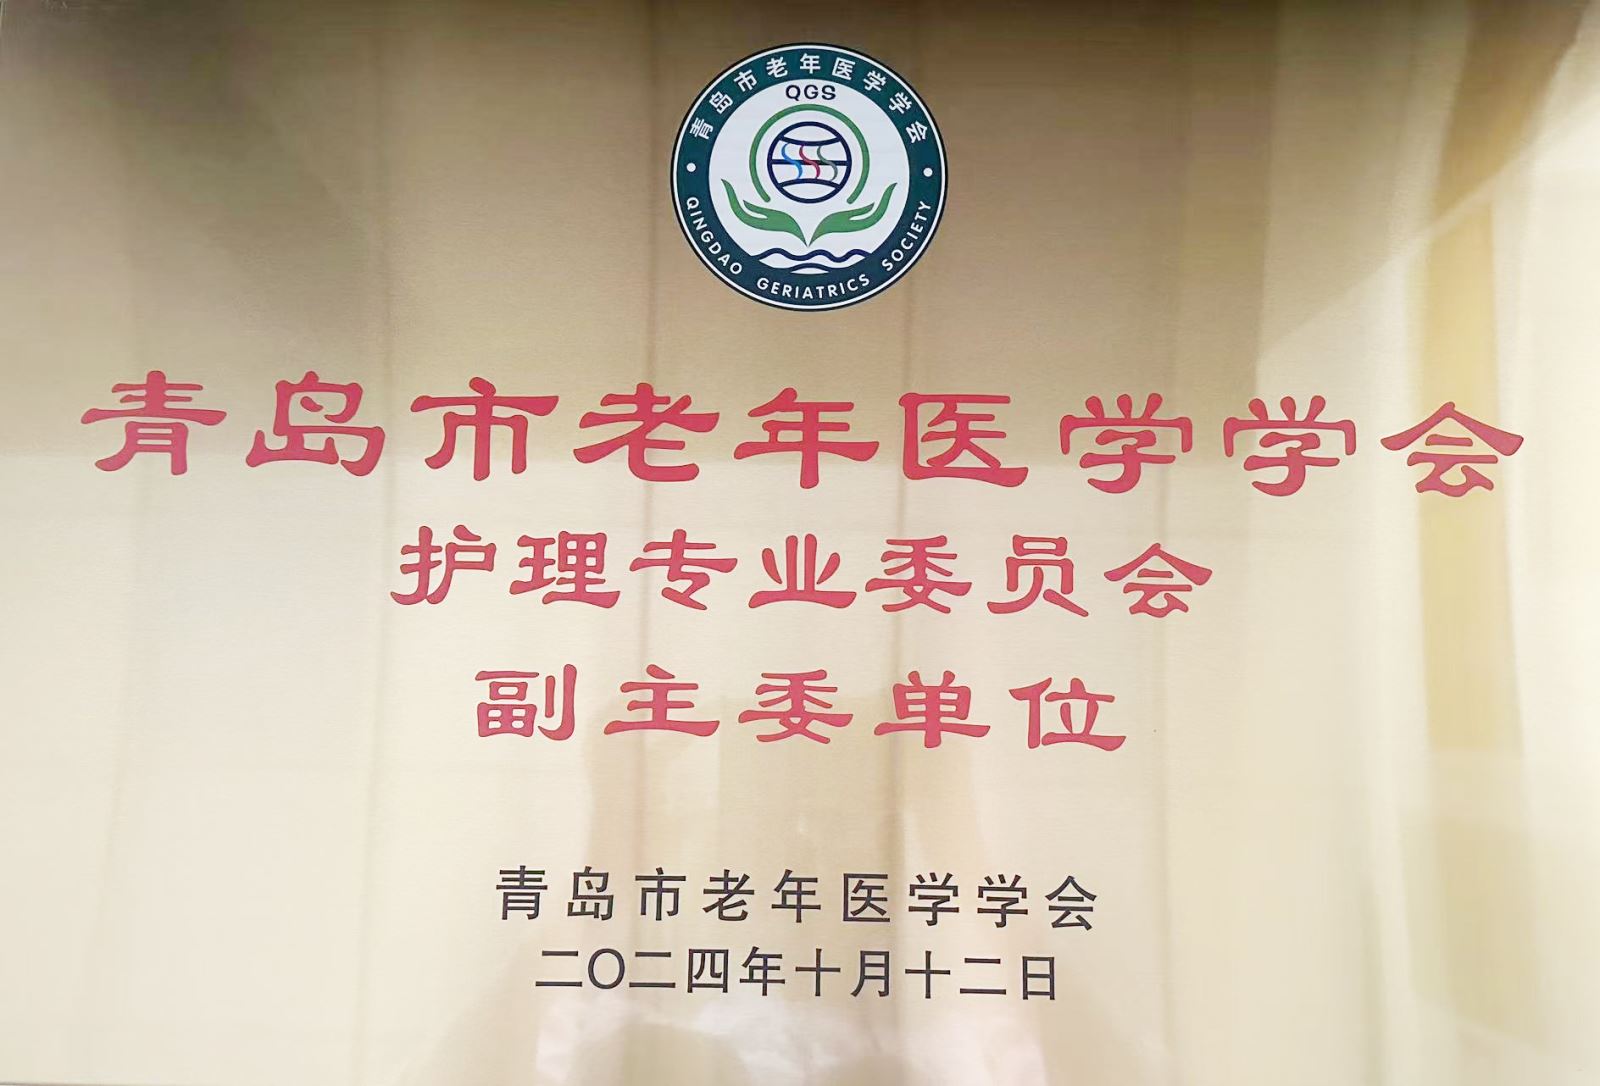 青岛市老年医学学会
QGS
QINGDAO GERIATRICS SOCIETY
青岛市老年医学学会
护理专业委员会
副主委单位
青岛市老年医学学会
二〇二四年十月十二日